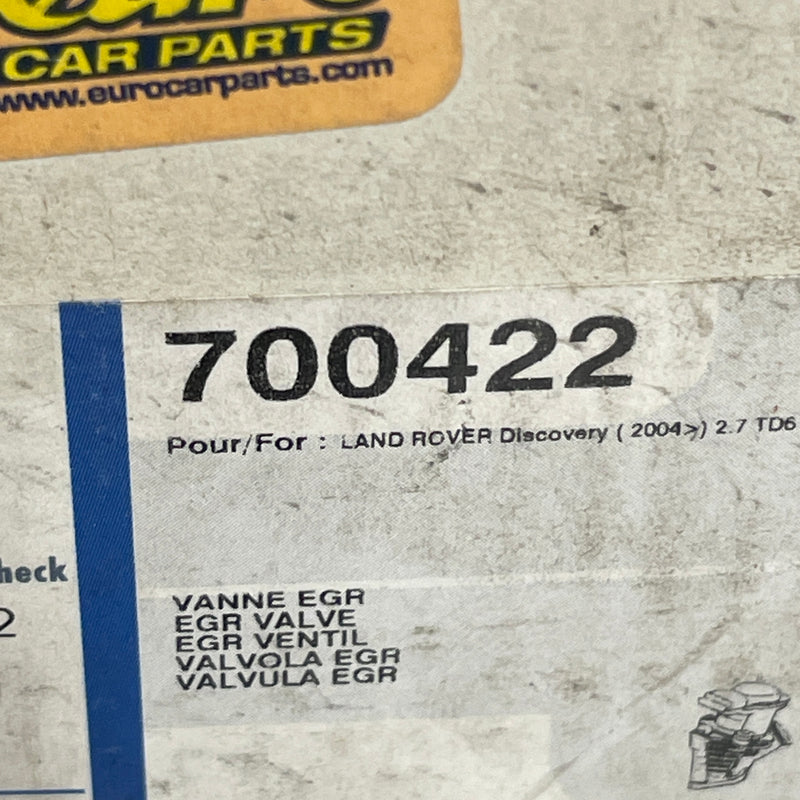 CAR PARTS
www.eurocarparts.com
700422
Pour/For : LAND ROVER Discovery ( 2004>) 2.7 TD6
heck
2
VANNE EGR
EGR VALVE
EGR VENTIL
VALVOLA EGR
VALVULA EGR